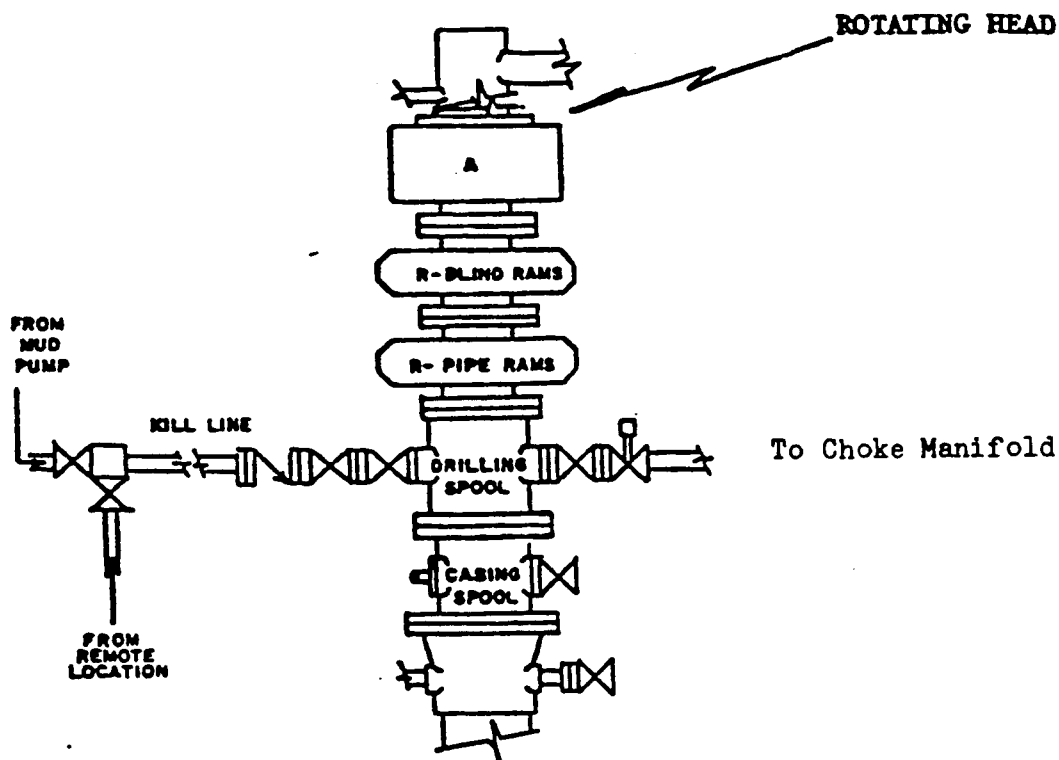 ROTATING HEAD
A
R-BLIND RAMS
R- PIPE RAMS
FROM
MUD
PUMP
KILL LINE
DRILLING
SPOOL
To Choke Manifold
CASING
SPOOL
FROM
REMOTE
LOCATION